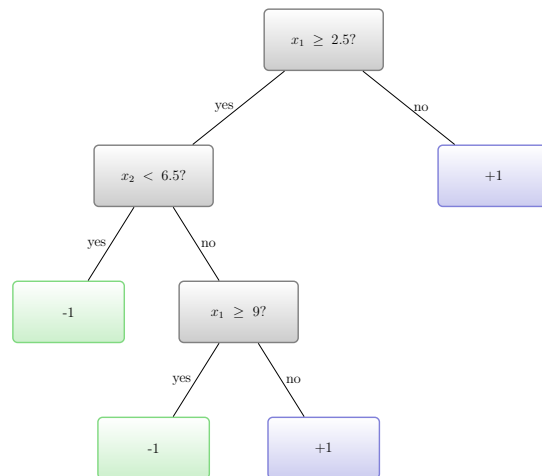 x₁ ≥ 2.5?
yes
no
x₂ < 6.5?
+1
yes
no
-1
x₁ ≥ 9?
yes
no
-1
+1